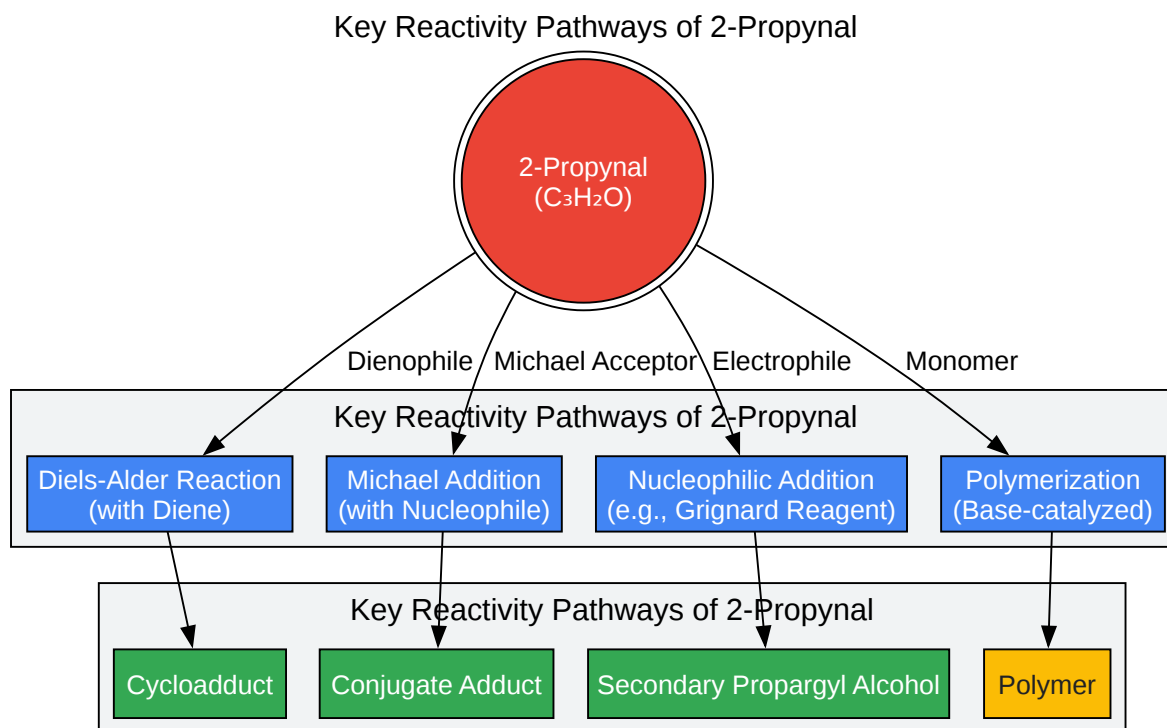 Key Reactivity Pathways of 2-Propynal
2-Propynal
(C₃H₂O)
Dienophile
Michael Acceptor
Electrophile
Monomer
Key Reactivity Pathways of 2-Propynal
Diels-Alder Reaction
(with Diene)
Michael Addition
(with Nucleophile)
Nucleophilic Addition
(e.g., Grignard Reagent)
Polymerization
(Base-catalyzed)
Key Reactivity Pathways of 2-Propynal
Cycloadduct
Conjugate Adduct
Secondary Propargyl Alcohol
Polymer